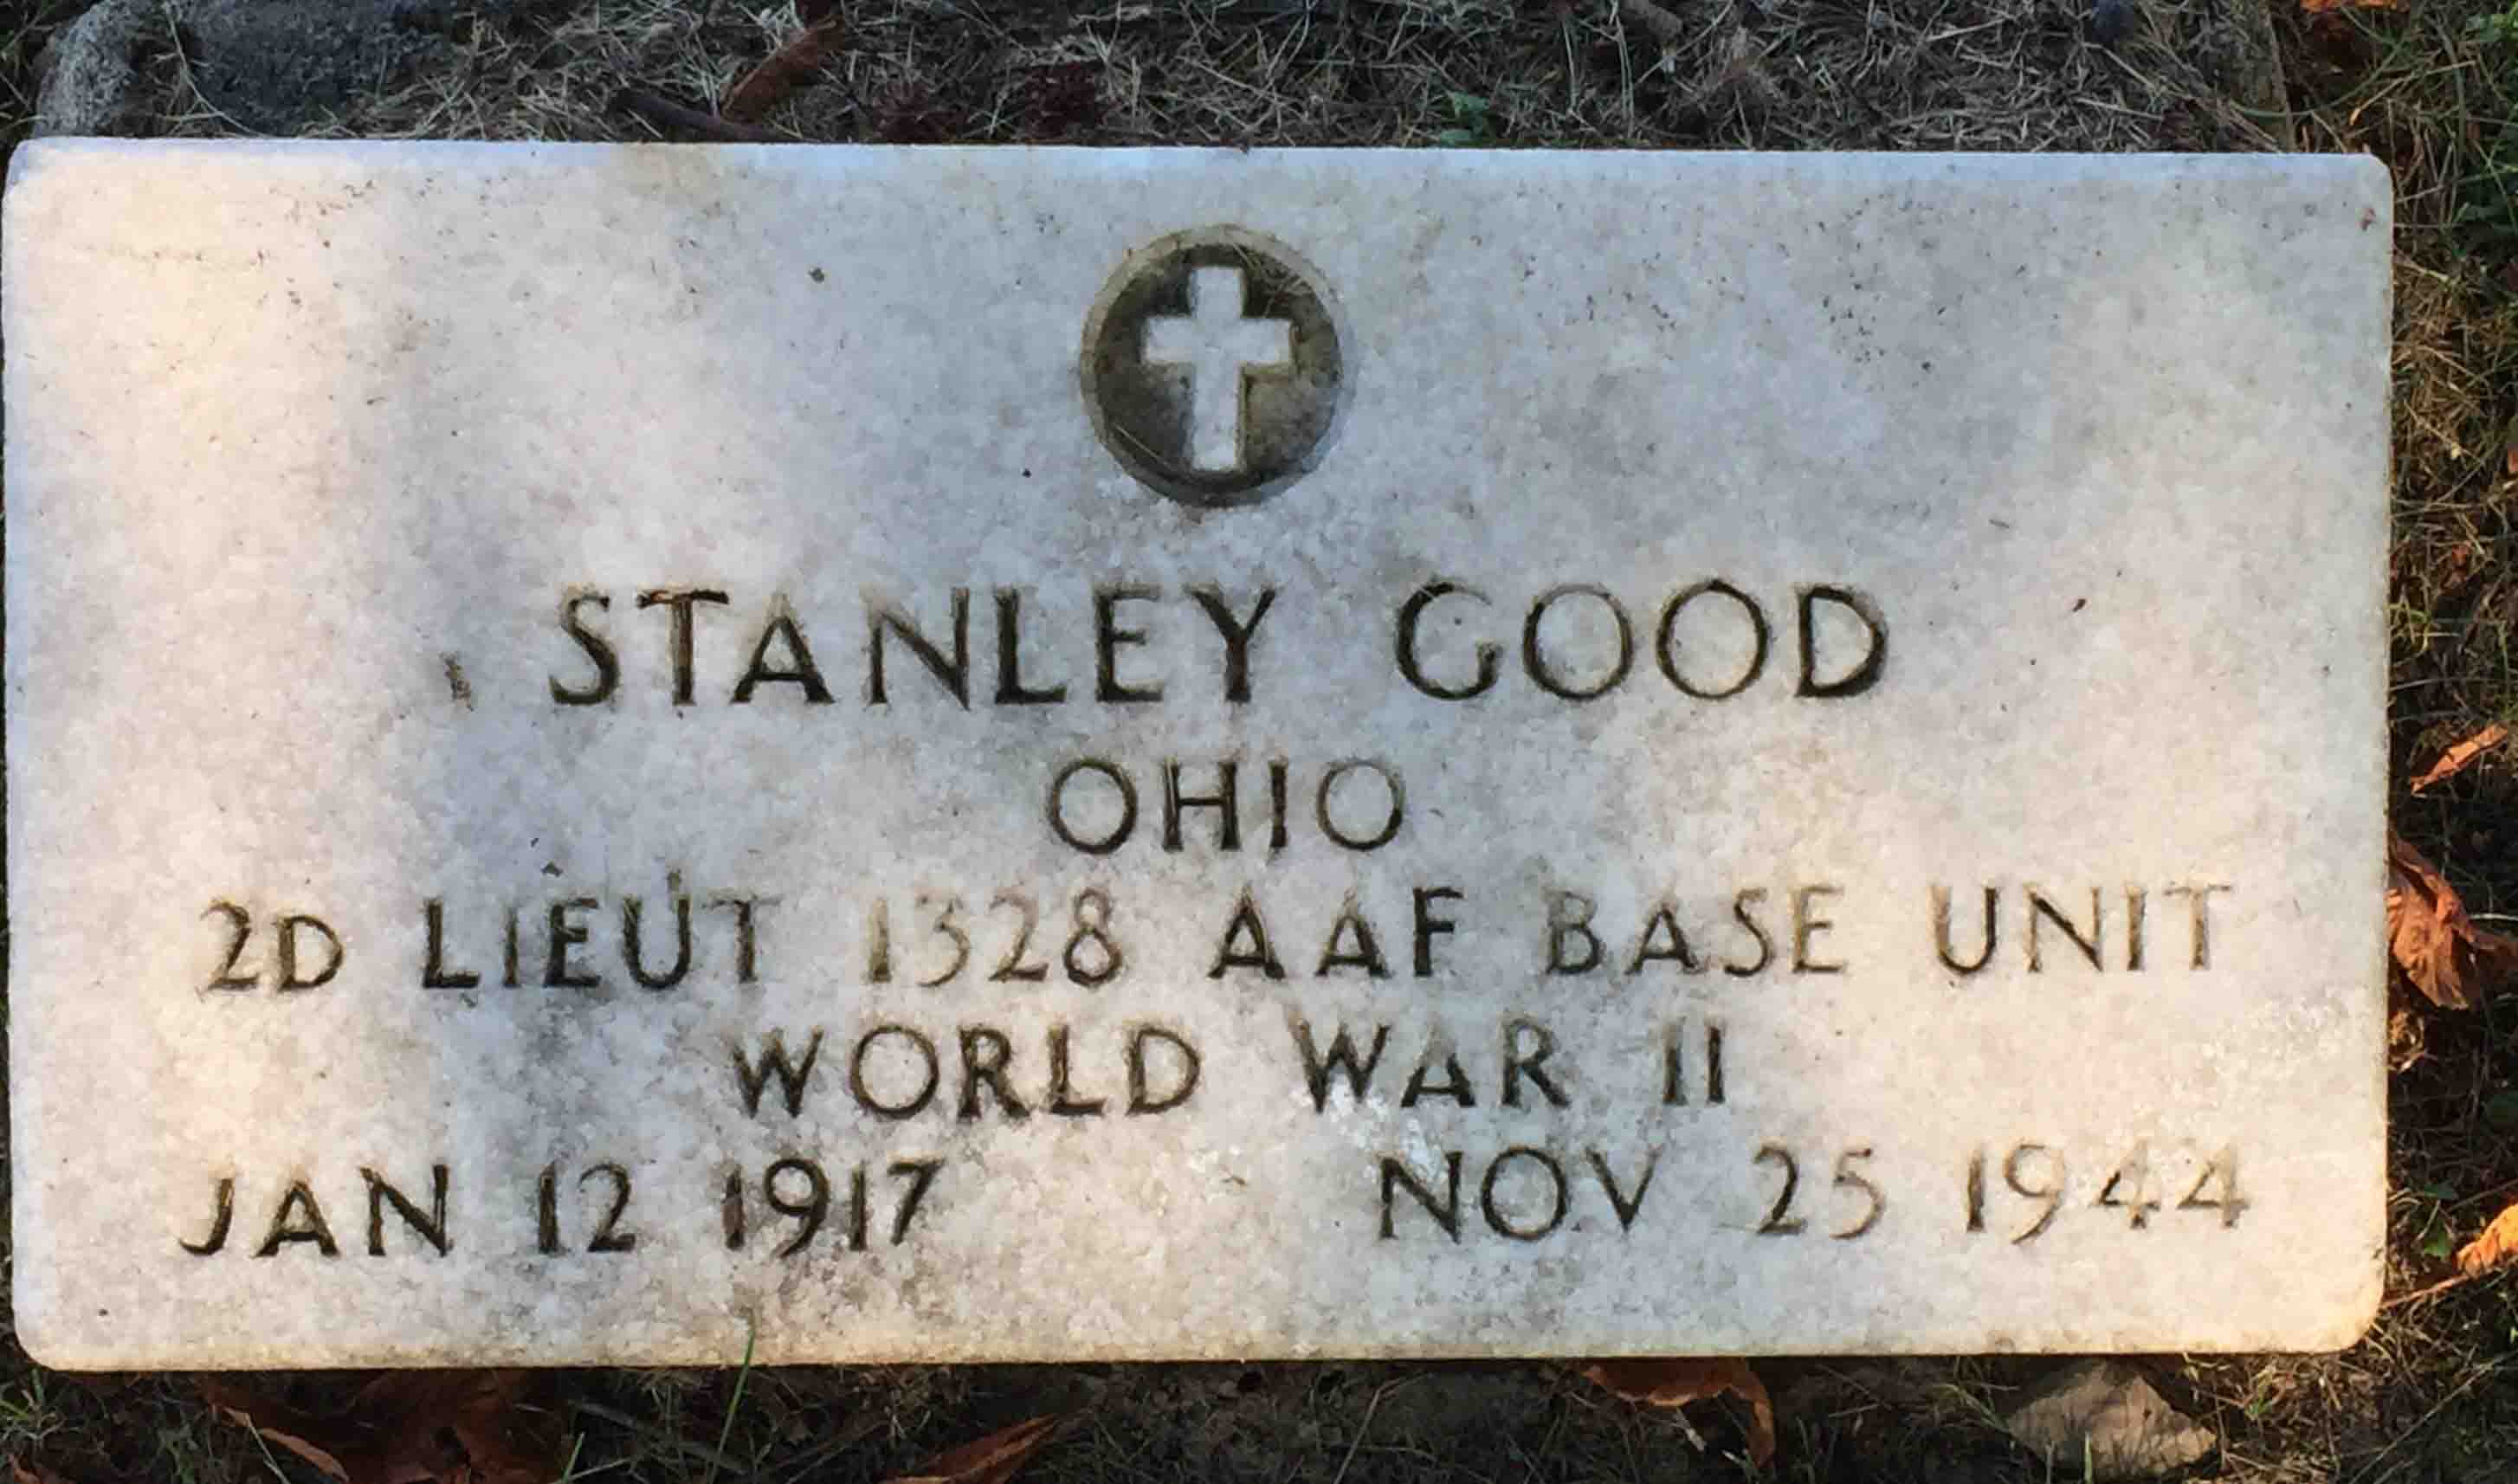 STANLEY GOOD
OHIO
2D LIEUT 1328 AAF BASE UNIT
WORLD WAR II
JAN 12 1917 NOV 25 1944